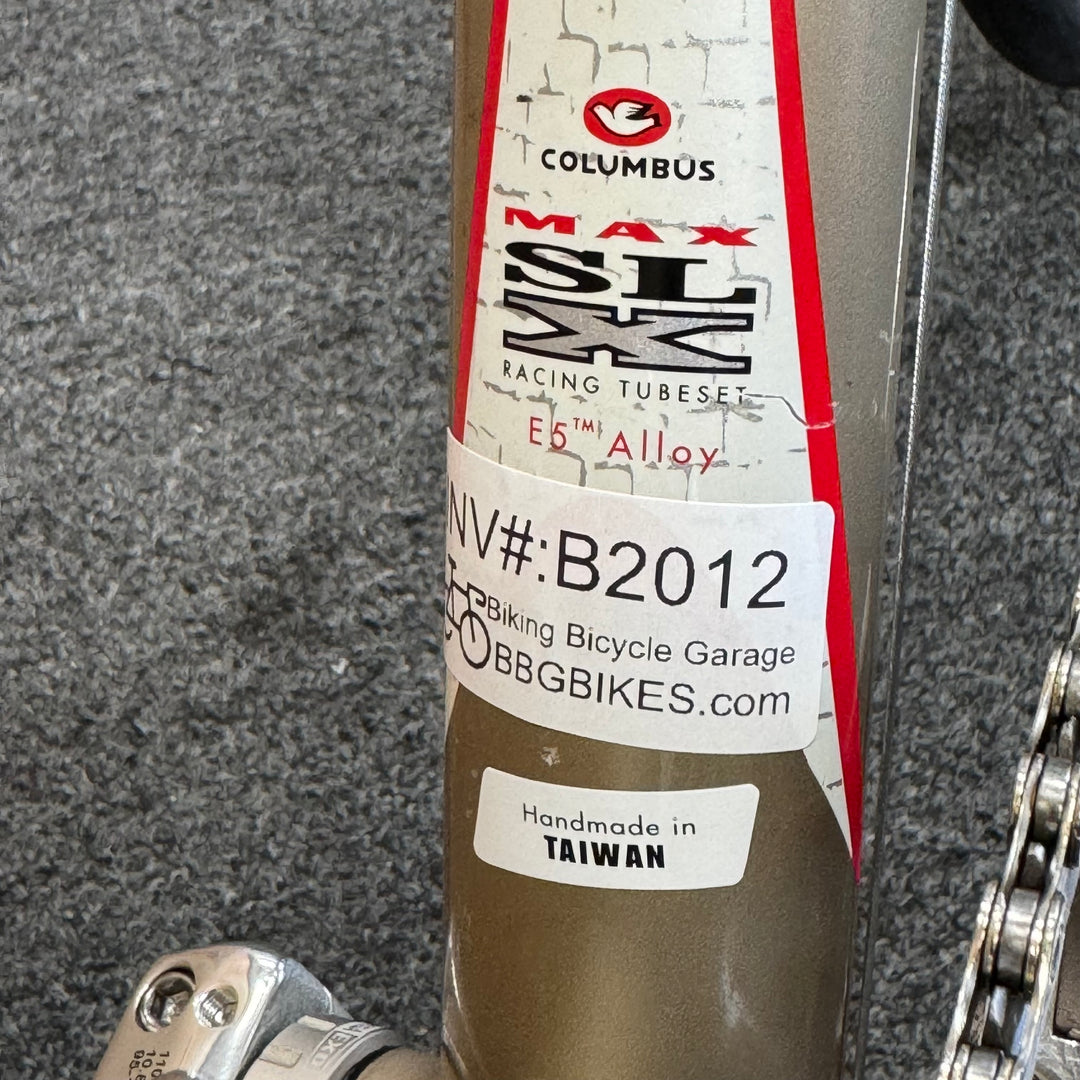 COLUMBUS
MAX
SL
X
RACING TUBESET
E5™ Alloy
NV#:B2012
Biking Bicycle Garage
BBGBIKES.com
Handmade in
TAIWAN